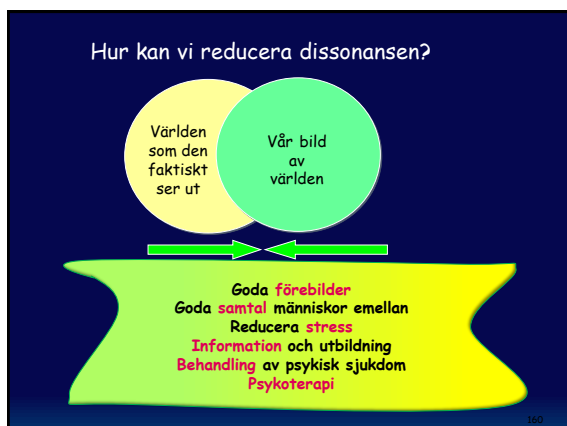 Hur kan vi reducera dissonansen?
Världen
som den
faktiskt
ser ut
Vår bild
av
världen
Goda förebilder
Goda samtal människor emellan
Reducera stress
Information och utbildning
Behandling av psykisk sjukdom
Psykoterapi
160